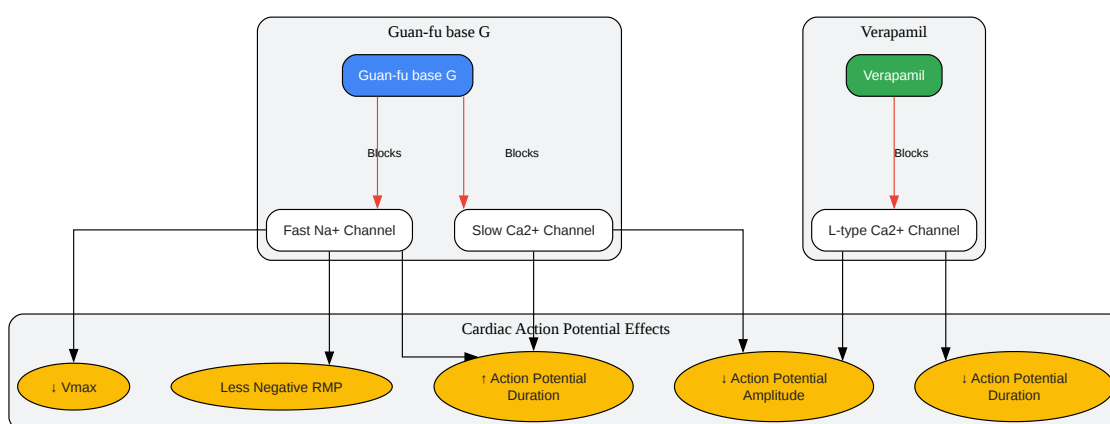 Guan-fu base G
Verapamil
Guan-fu base G
Verapamil
Blocks
Blocks
Blocks
Fast Na+ Channel
Slow Ca2+ Channel
L-type Ca2+ Channel
Cardiac Action Potential Effects
↓ Vmax
Less Negative RMP
↑ Action Potential
Duration
↓ Action Potential
Amplitude
↓ Action Potential
Duration